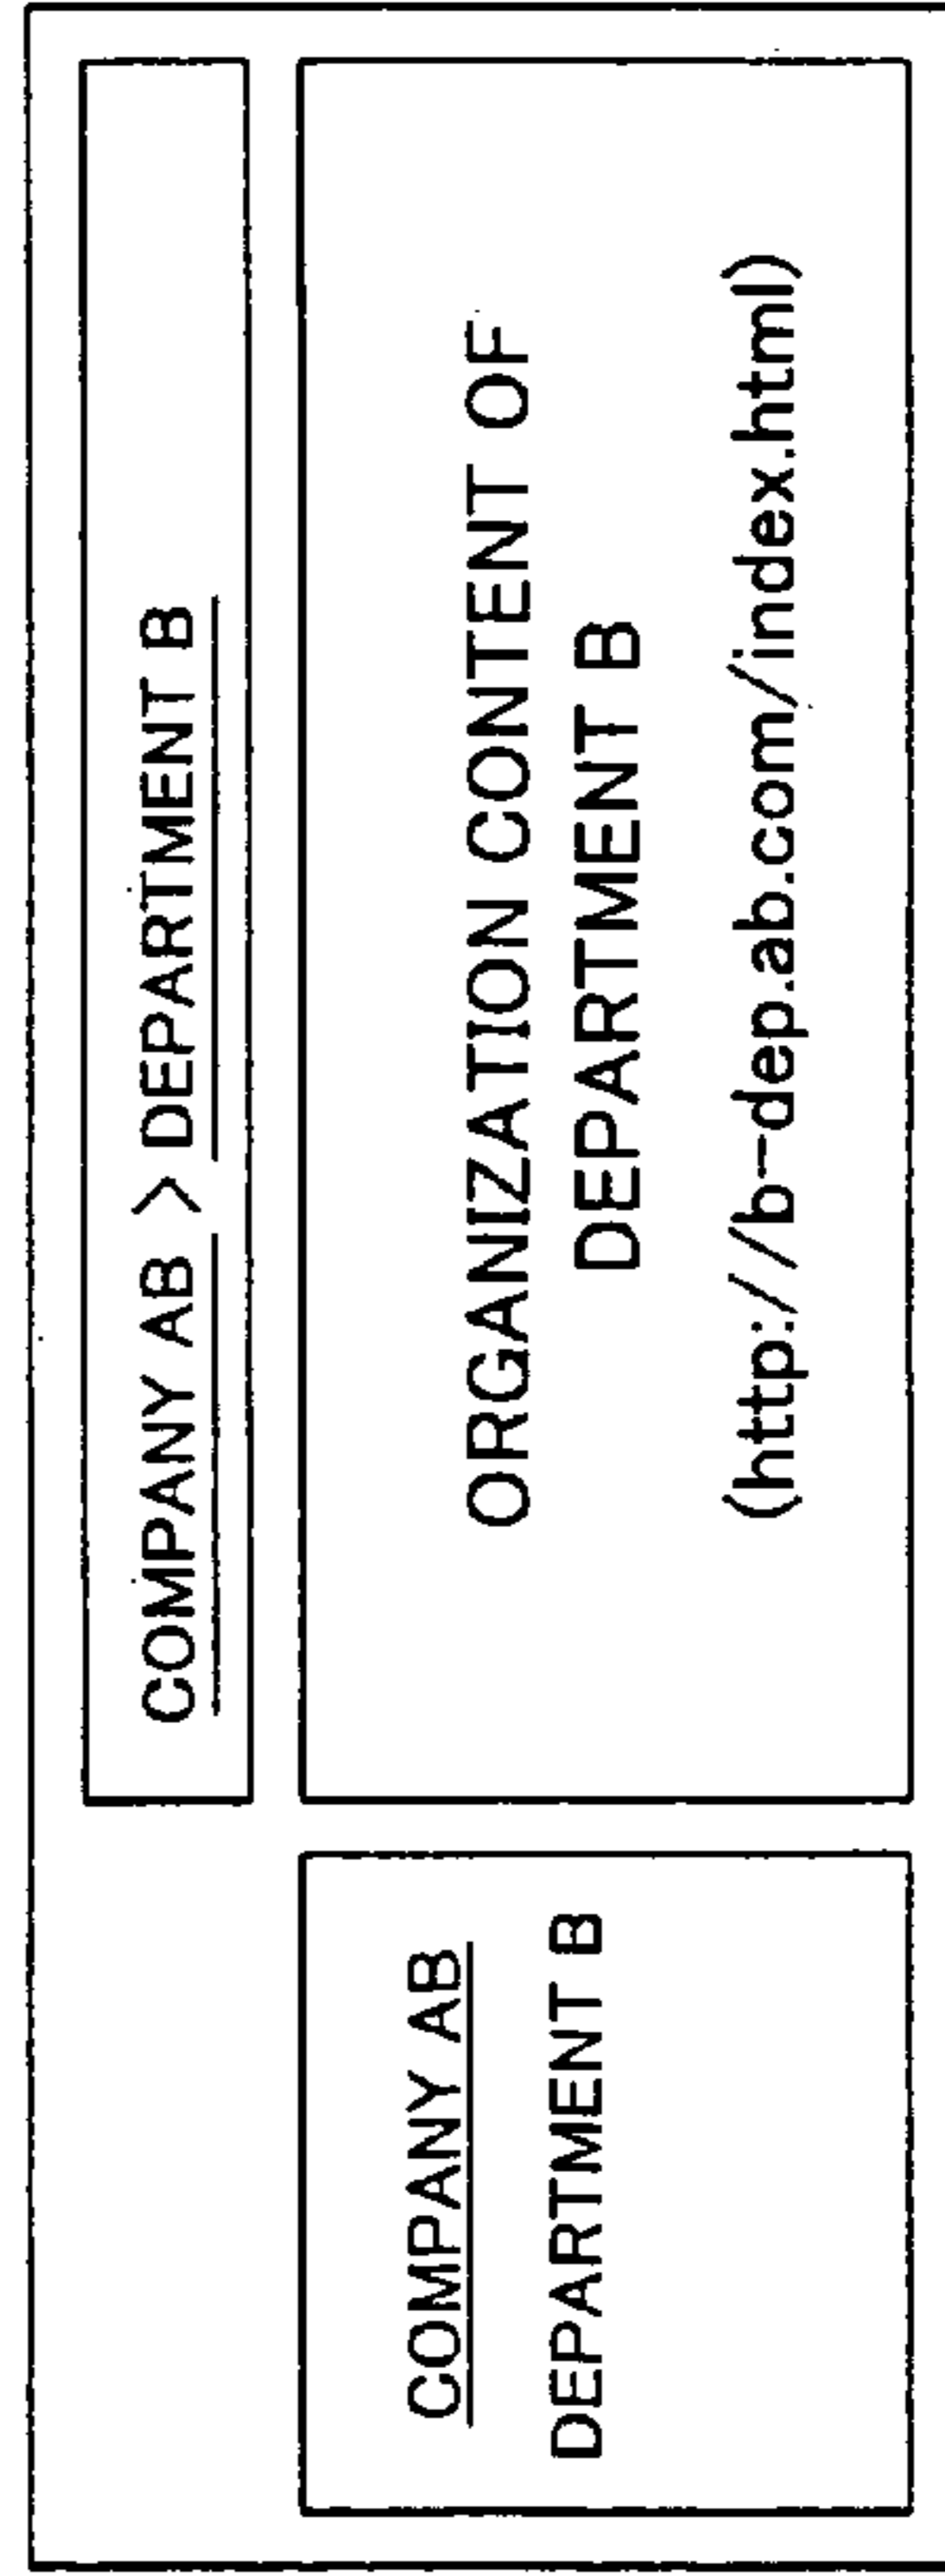 COMPANY AB > DEPARTMENT B
COMPANY AB
DEPARTMENT B
ORGANIZATION CONTENT OF
DEPARTMENT B
(http://b-dep.ab.com/index.html)